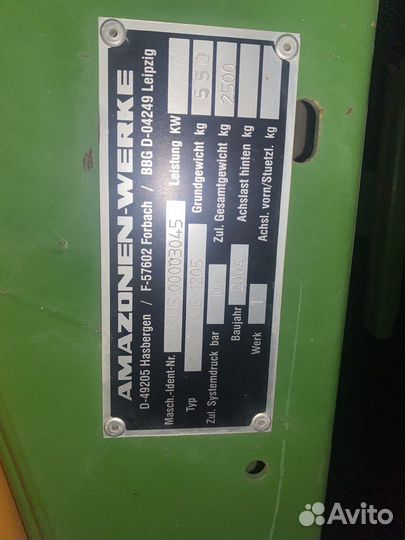 AMAZONEN-WERKE
D-49205 Hasbergen / F-57602 Forbach / BBG D-04249 Leipzig
Masch.-Ident-Nr. US 00003045 Leistung KW
Typ US 1205 Grundgewicht kg 550
Zul. Systemdruck bar 0 Zul. Gesamtgewicht kg 2500
Baujahr 2004 Achslast hinten kg
Werk 1 Achsl. vorn/Stuetzl. kg
Avito